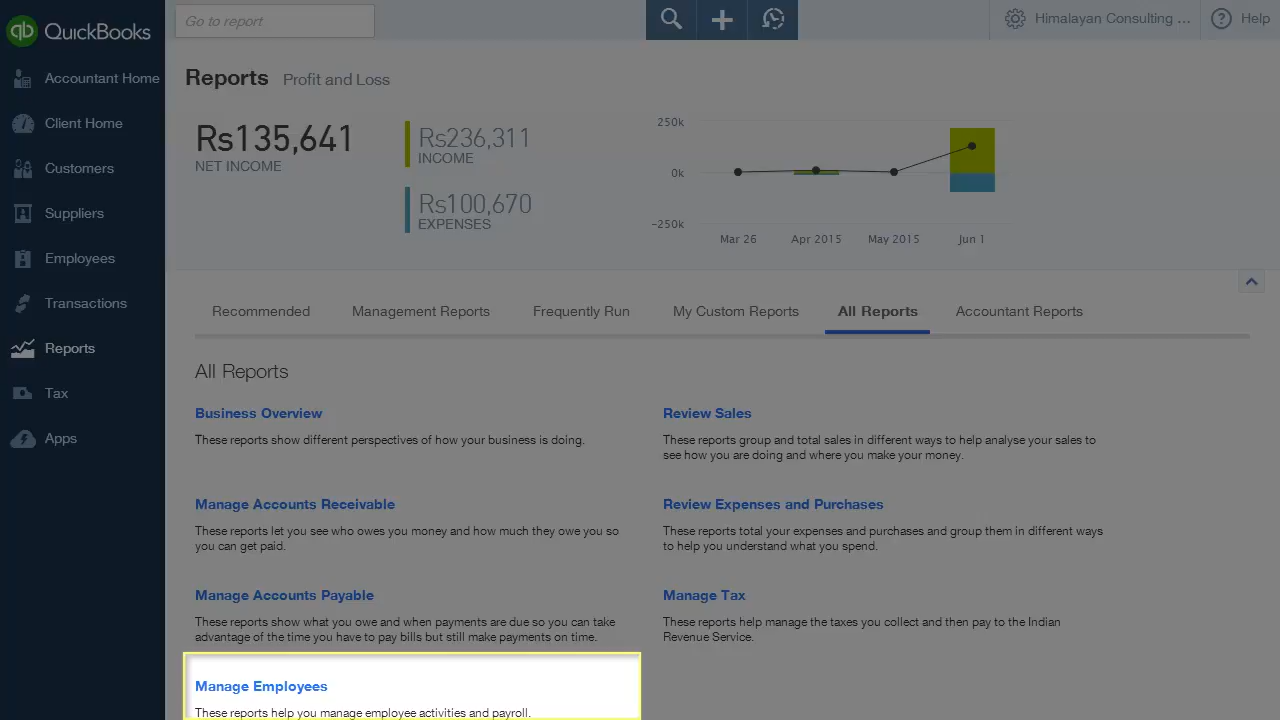 qb QuickBooks
Go to report
Himalayan Consulting ...
Help
Accountant Home
Client Home
Customers
Suppliers
Employees
Transactions
Reports
Tax
Apps
Reports Profit and Loss
Rs135,641
NET INCOME
Rs236,311
INCOME
Rs100,670
EXPENSES
250k
0k
-250k
Mar 26 Apr 2015 May 2015 Jun 1
Recommended Management Reports Frequently Run My Custom Reports All Reports Accountant Reports
All Reports
Business Overview
These reports show different perspectives of how your business is doing.
Review Sales
These reports group and total sales in different ways to help analyse your sales to
see how you are doing and where you make your money.
Manage Accounts Receivable
These reports let you see who owes you money and how much they owe you so
you can get paid.
Review Expenses and Purchases
These reports total your expenses and purchases and group them in different ways
to help you understand what you spend.
Manage Accounts Payable
These reports show what you owe and when payments are due so you can take
advantage of the time you have to pay bills but still make payments on time.
Manage Tax
These reports help manage the taxes you collect and then pay to the Indian
Revenue Service.
Manage Employees
These reports help you manage employee activities and payroll.